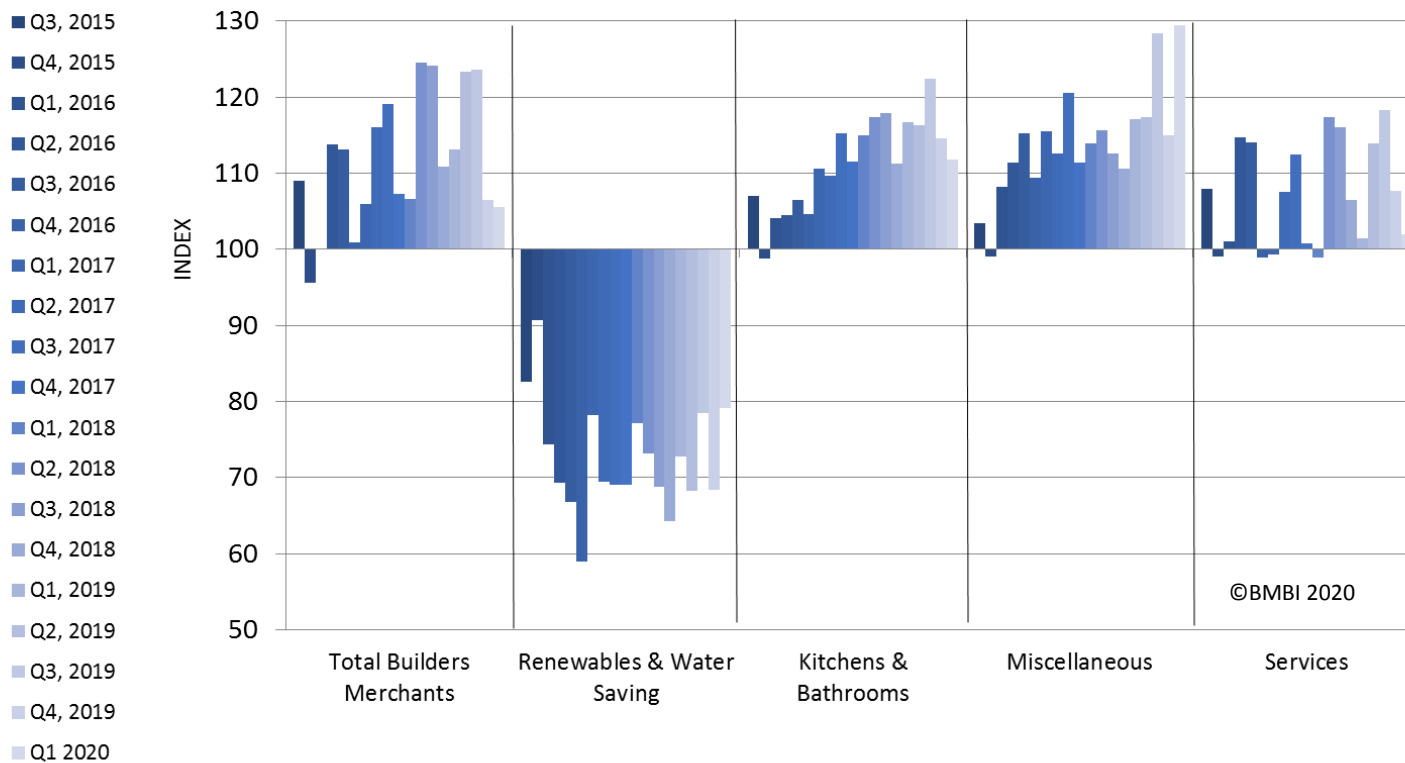 Q3, 2015
Q4, 2015
Q1, 2016
Q2, 2016
Q3, 2016
Q4, 2016
Q1, 2017
Q2, 2017
Q3, 2017
Q4, 2017
Q1, 2018
Q2, 2018
Q3, 2018
Q4, 2018
Q1, 2019
Q2, 2019
Q3, 2019
Q4, 2019
Q1 2020
INDEX
130
120
110
100
90
80
70
60
50
©BMBI 2020
Total Builders
Merchants
Renewables & Water
Saving
Kitchens &
Bathrooms
Miscellaneous
Services